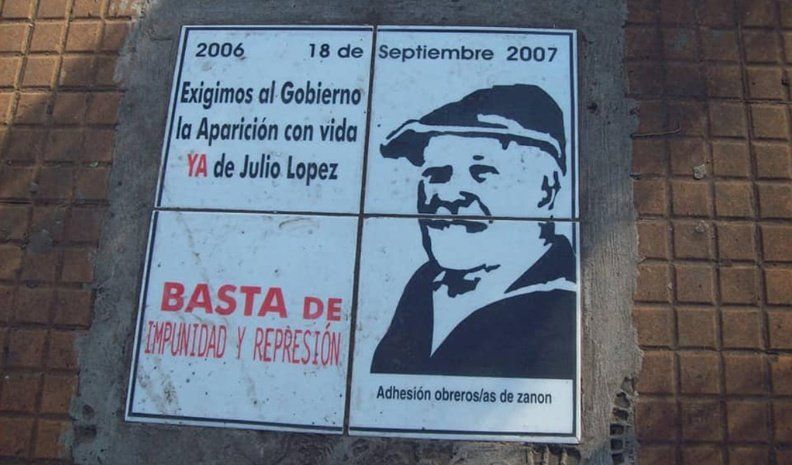 2006 18 de Septiembre 2007
Exigimos al Gobierno
la Aparición con vida
YA de Julio Lopez
BASTA DE
IMPUNIDAD Y REPRESIÓN
Adhesión obreros/as de zanon